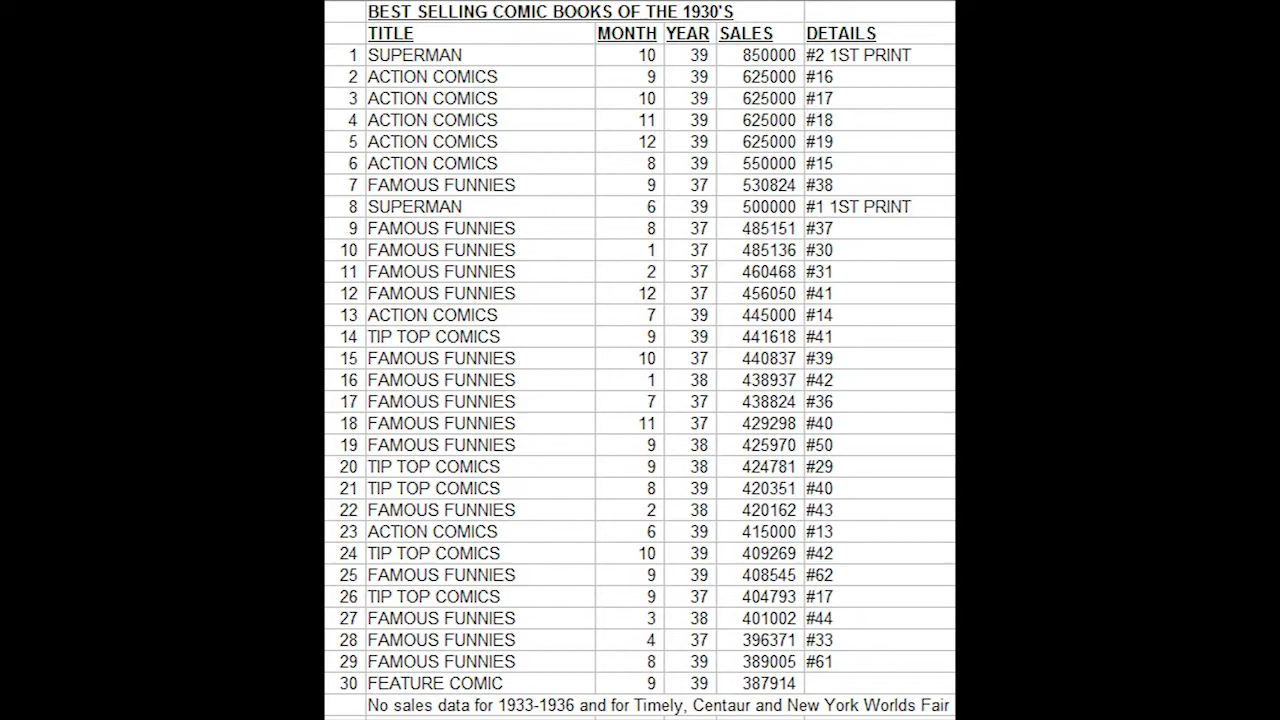 BEST SELLING COMIC BOOKS OF THE 1930'S
TITLE MONTH YEAR SALES DETAILS
1 SUPERMAN 10 39 850000 #2 1ST PRINT
2 ACTION COMICS 9 39 625000 #16
3 ACTION COMICS 10 39 625000 #17
4 ACTION COMICS 11 39 625000 #18
5 ACTION COMICS 12 39 625000 #19
6 ACTION COMICS 8 39 550000 #15
7 FAMOUS FUNNIES 9 37 530824 #38
8 SUPERMAN 6 39 500000 #1 1ST PRINT
9 FAMOUS FUNNIES 8 37 485151 #37
10 FAMOUS FUNNIES 1 37 485136 #30
11 FAMOUS FUNNIES 2 37 460468 #31
12 FAMOUS FUNNIES 12 37 456050 #41
13 ACTION COMICS 7 39 445000 #14
14 TIP TOP COMICS 9 39 441618 #41
15 FAMOUS FUNNIES 10 37 440837 #39
16 FAMOUS FUNNIES 1 38 438937 #42
17 FAMOUS FUNNIES 7 37 438824 #36
18 FAMOUS FUNNIES 11 37 429298 #40
19 FAMOUS FUNNIES 9 38 425970 #50
20 TIP TOP COMICS 9 38 424781 #29
21 TIP TOP COMICS 8 39 420351 #40
22 FAMOUS FUNNIES 2 38 420162 #43
23 ACTION COMICS 6 39 415000 #13
24 TIP TOP COMICS 10 39 409269 #42
25 FAMOUS FUNNIES 9 39 408545 #62
26 TIP TOP COMICS 9 37 404793 #17
27 FAMOUS FUNNIES 3 38 401002 #44
28 FAMOUS FUNNIES 4 37 396371 #33
29 FAMOUS FUNNIES 8 39 389005 #61
30 FEATURE COMIC 9 39 387914
No sales data for 1933-1936 and for Timely, Centaur and New York Worlds Fair